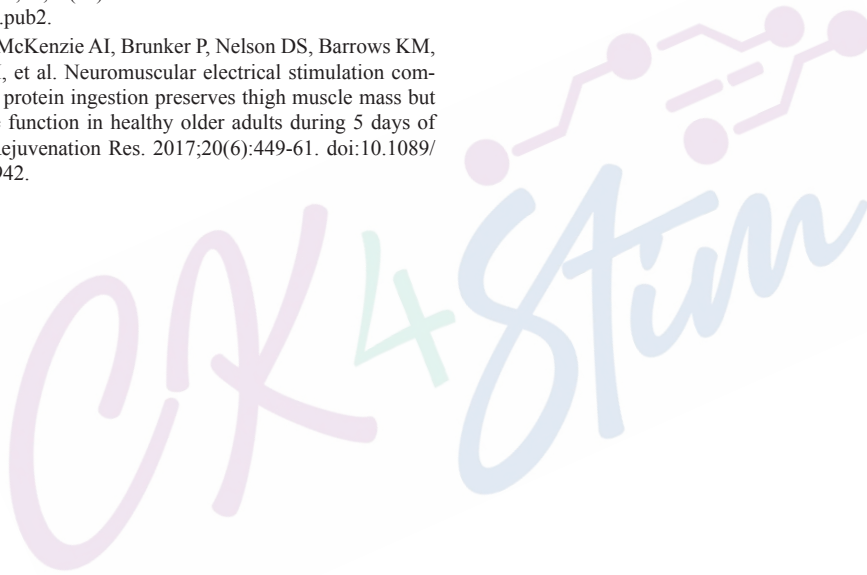 .pub2.
McKenzie AI, Brunker P, Nelson DS, Barrows KM,
, et al. Neuromuscular electrical stimulation com-
protein ingestion preserves thigh muscle mass but
function in healthy older adults during 5 days of
ejuvenation Res. 2017;20(6):449-61. doi:10.1089/
942.
CK4Stim